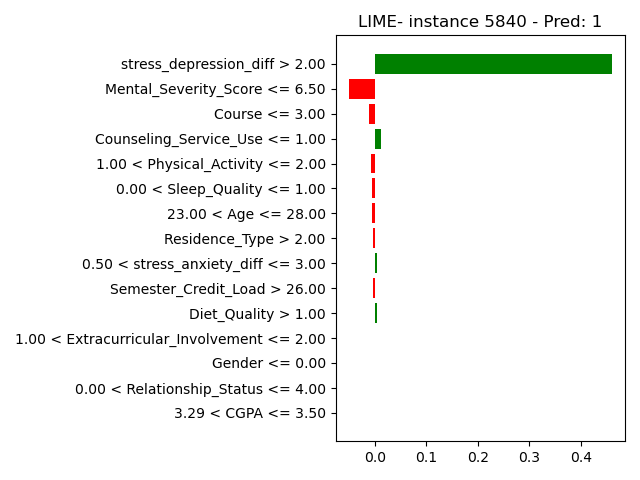 LIME- instance 5840 - Pred: 1
stress_depression_diff > 2.00
Mental_Severity_Score <= 6.50
Course <= 3.00
Counseling_Service_Use <= 1.00
1.00 < Physical_Activity <= 2.00
0.00 < Sleep_Quality <= 1.00
23.00 < Age <= 28.00
Residence_Type > 2.00
0.50 < stress_anxiety_diff <= 3.00
Semester_Credit_Load > 26.00
Diet_Quality > 1.00
1.00 < Extracurricular_Involvement <= 2.00
Gender <= 0.00
0.00 < Relationship_Status <= 4.00
3.29 < CGPA <= 3.50
0.0 0.1 0.2 0.3 0.4